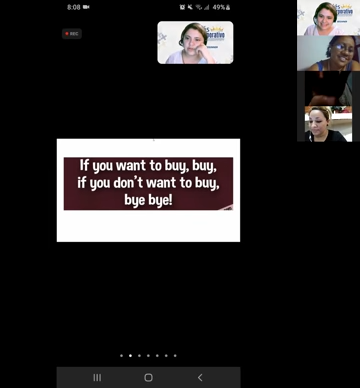 8:08
49%
REC
If you want to buy, buy,
if you don't want to buy,
bye bye!